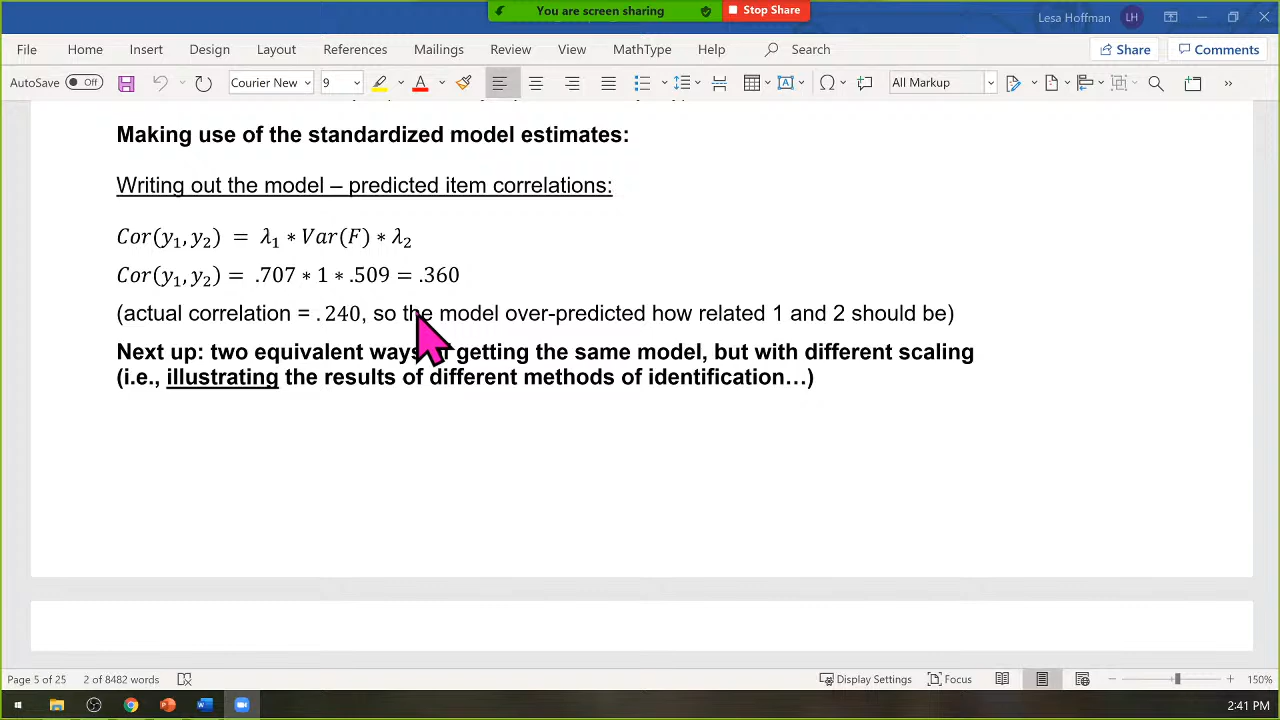 You are screen sharing
Stop Share
Lesa Hoffman LH
File Home Insert Design Layout References Mailings Review View MathType Help Search Share Comments
AutoSave Off Courier New 9 All Markup
Making use of the standardized model estimates:
Writing out the model – predicted item correlations:
Cor(y₁, y₂) = λ₁ ∗ Var(F) ∗ λ₂
Cor(y₁, y₂) = .707 ∗ 1 ∗ .509 = .360
(actual correlation = .240, so the model over-predicted how related 1 and 2 should be)
Next up: two equivalent ways getting the same model, but with different scaling
(i.e., illustrating the results of different methods of identification…)
Page 5 of 25 2 of 8482 words Display Settings Focus 150%
2:41 PM